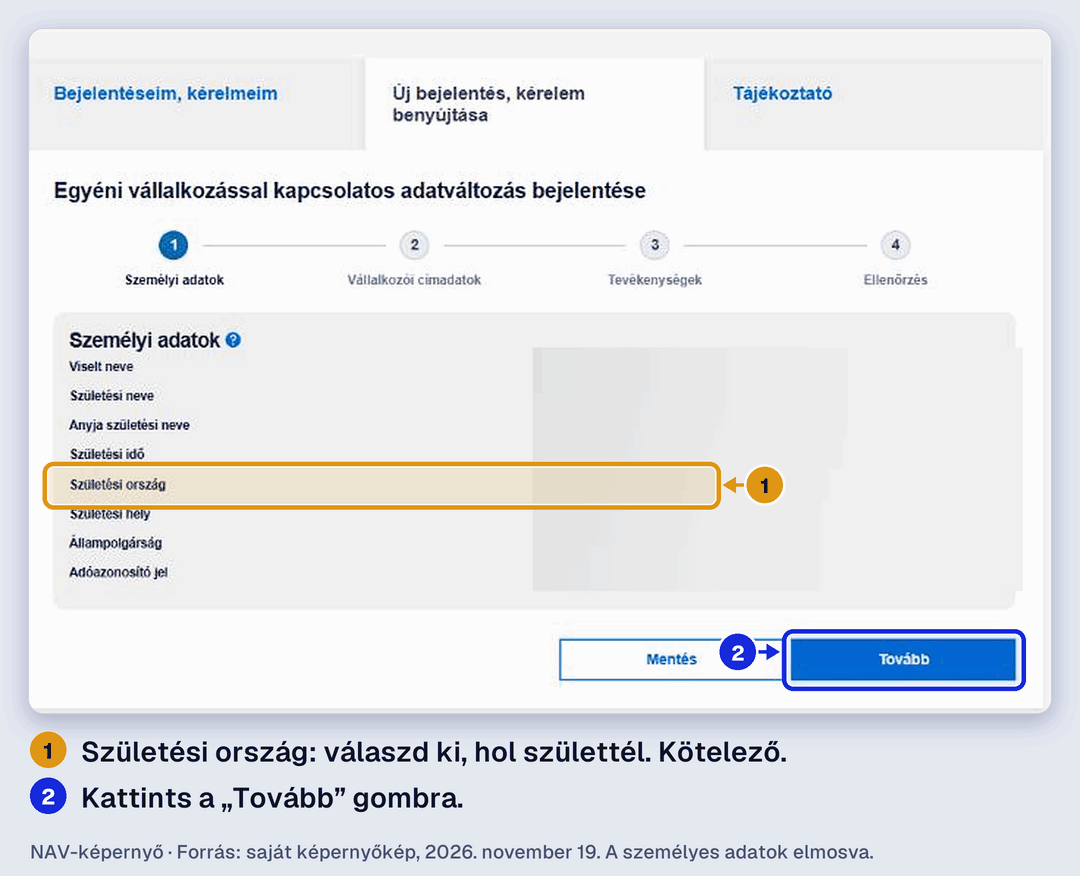 Bejelentéseim, kérelmeim
Új bejelentés, kérelem
benyújtása
Tájékoztató
Egyéni vállalkozással kapcsolatos adatváltozás bejelentése
1
2
3
4
Személyi adatok
Vállalkozói címadatok
Tevékenységek
Ellenőrzés
Személyi adatok ?
Viselt neve
Születési neve
Anyja születési neve
Születési idő
Születési ország
1
Születési hely
Állampolgárság
Adóazonosító jel
Mentés
2
Tovább
1 Születési ország: válaszd ki, hol születtél. Kötelező.
2 Kattints a „Tovább” gombra.
NAV-képernyő · Forrás: saját képernyőkép, 2026. november 19. A személyes adatok elmosva.